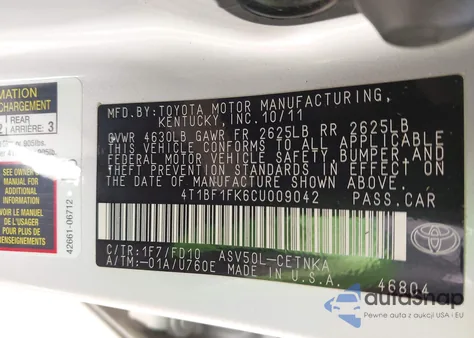 MATION
CHARGEMENT
REAR
ARRIÈRE: 3
805lbs.
SEE OWNER'S
MANUAL FOR
ADDITIONAL
INFORMATION
Voir le Manuel
de l'usager
pour plus de
renseignements
42661-06712
MFD.BY:TOYOTA MOTOR MANUFACTURING,
KENTUCKY,INC.10/11
GVWR 4630LB GAWR FR 2625LB RR 2625LB
THIS VEHICLE CONFORMS TO ALL APPLICABLE
FEDERAL MOTOR VEHICLE SAFETY,BUMPER,AND
THEFT PREVENTION STANDARDS IN EFFECT ON
THE DATE OF MANUFACTURE SHOWN ABOVE.
4T1BF1FK6CU009042 PASS.CAR
C/TR:1F7/FD10 ASV50L-CETNKA
A/TM:-01A/U760E MADE IN U.S.A. 46804
TOYOTA
autosnap
Pewne auta z aukcji USA i EU